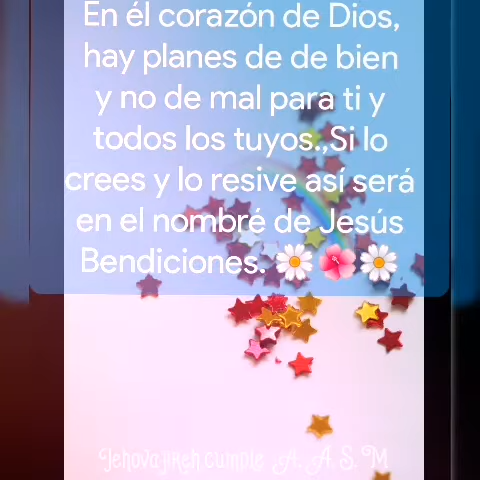 En él corazón de Dios,
hay planes de de bien
y no de mal para ti y
todos los tuyos.,Si lo
crees y lo resive así será
en el nombré de Jesús
Bendiciones. 🌼🌺🌼
Jehova jireh cumple A. A. S. M